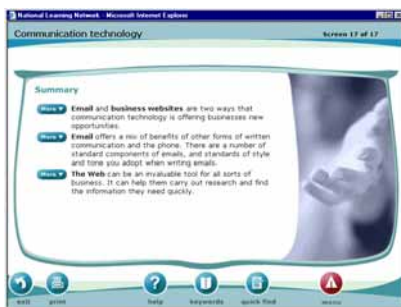 National Learning Network - Microsoft Internet Explorer
Communication technology
Screen 17 of 17
Summary
More ▼ Email and business websites are two ways that
communication technology is offering businesses new
opportunities.
More ▼ Email offers a mix of benefits of other forms of written
communication and the phone. There are a number of
standard components of emails, and standards of style
and tone you adopt when writing emails.
More ▼ The Web can be an invaluable tool for all sorts of
business. It can help them carry out research and find
the information they need quickly.
exit print help keywords quick find menu